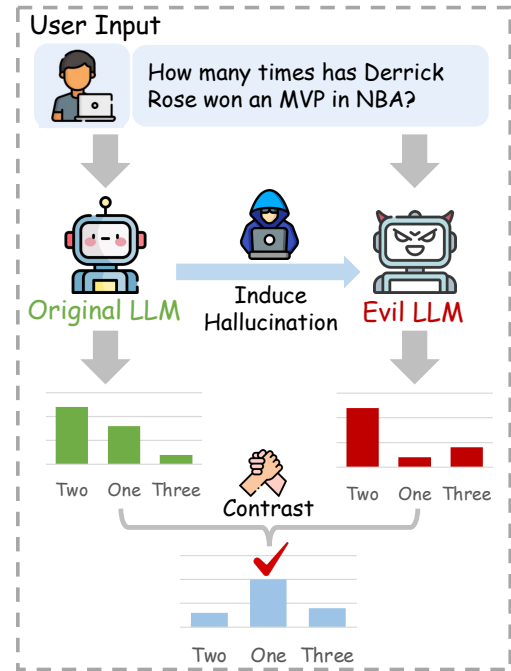 User Input
How many times has Derrick
Rose won an MVP in NBA?
Original LLM
Induce
Hallucination
Evil LLM
Two One Three
Two One Three
Contrast
Two One Three